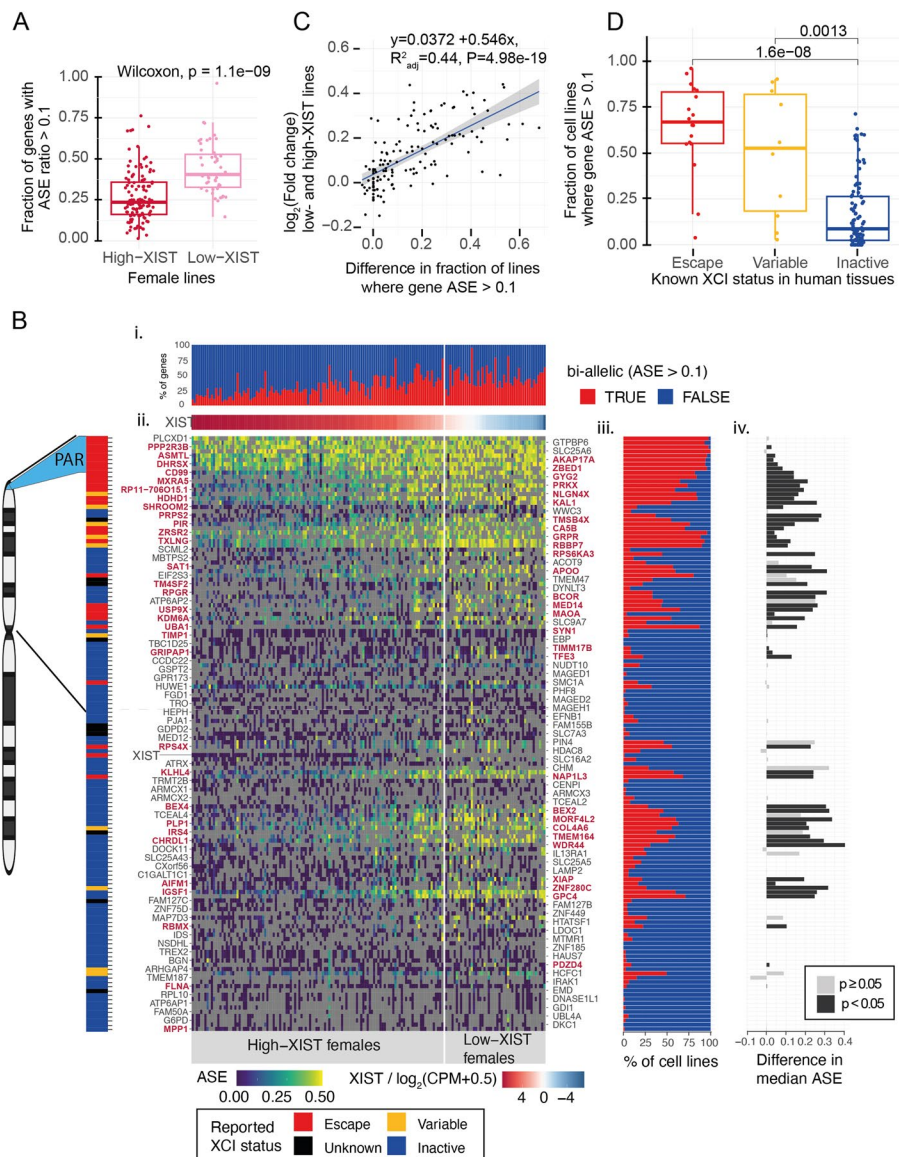 A
Wilcoxon, p = 1.1e−09
Fraction of genes with
ASE ratio > 0.1
1.00
0.75
0.50
0.25
0.00
High−XIST
Low−XIST
Female lines
C
y=0.0372 +0.546x,
R²adj=0.44, P=4.98e-19
log₂(Fold change)
low- and high-XIST lines
0.6
0.4
0.2
0.0
−0.2
0.0
0.2
0.4
0.6
Difference in fraction of lines
where gene ASE > 0.1
D
0.0013
1.6e−08
Fraction of cell lines
where gene ASE > 0.1
1.00
0.75
0.50
0.25
0.00
Escape
Variable
Inactive
Known XCI status in human tissues
B
i.
% of genes
100
75
50
25
0
bi-allelic (ASE > 0.1)
TRUE
FALSE
ii.
XIST
iii.
iv.
PAR
PLCXD1
PPP2R3B
ASMTL
DHRSX
CD99
MXRA5
RP11−706O15.1
HDHD1
SHROOM2
PRPS2
PIR
ZRSR2
TXLNG
SCML2
MBTPS2
SAT1
EIF2S3
TM4SF2
RPGR
ATP6AP2
USP9X
KDM6A
UBA1
TIMP1
TBC1D25
GRIPAP1
CCDC22
GSPT2
GPR173
HUWE1
FGD1
TRO
HEPH
PJA1
GDPD2
MED12
RPS4X
XIST
ATRX
KLHL4
TRMT2B
ARMCX1
ARMCX2
BEX4
TCEAL4
PLP1
IRS4
CHRDL1
DOCK11
SLC25A43
CXorf56
C1GALT1C1
AIFM1
IGSF1
FAM127C
ZNF75D
MAP7D3
RBMX
IDS
NSDHL
TREX2
BGN
ARHGAP4
TMEM187
FLNA
RPL10
ATP6AP1
FAM50A
G6PD
MPP1
GTPBP6
SLC25A6
AKAP17A
ZBED1
GYG2
PRKX
NLGN4X
KAL1
WWC3
TMSB4X
CA5B
GRPR
RBBP7
RPS6KA3
ACOT9
APOO
TMEM47
DYNLT3
BCOR
MED14
MAOA
SLC9A7
SYN1
EBP
TIMM17B
TFE3
NUDT10
MAGED1
SMC1A
PHF8
MAGED2
MAGEH1
EFNB1
FAM155B
SLC7A3
PIN4
HDAC8
SLC16A2
CHM
NAP1L3
CENPI
ARMCX3
TCEAL2
BEX2
MORF4L2
COL4A6
TMEM164
WDR44
IL13RA1
SLC25A5
LAMP2
XIAP
ZNF280C
GPC4
FAM127B
ZNF449
HTATSF1
LDOC1
MTMR1
ZNF185
HAUS7
PDZD4
HCFC1
IRAK1
EMD
DNASE1L1
GDI1
UBL4A
DKC1
High−XIST females
Low−XIST
females
0 25 50 75 100
% of cell lines
p ≥ 0.05
p < 0.05
−0.1 0.0 0.1 0.2 0.3 0.4
Difference in
median ASE
ASE
0.00 0.25 0.50
XIST / log₂(CPM+0.5)
4 0 −4
Reported
XCI status
Escape
Variable
Unknown
Inactive